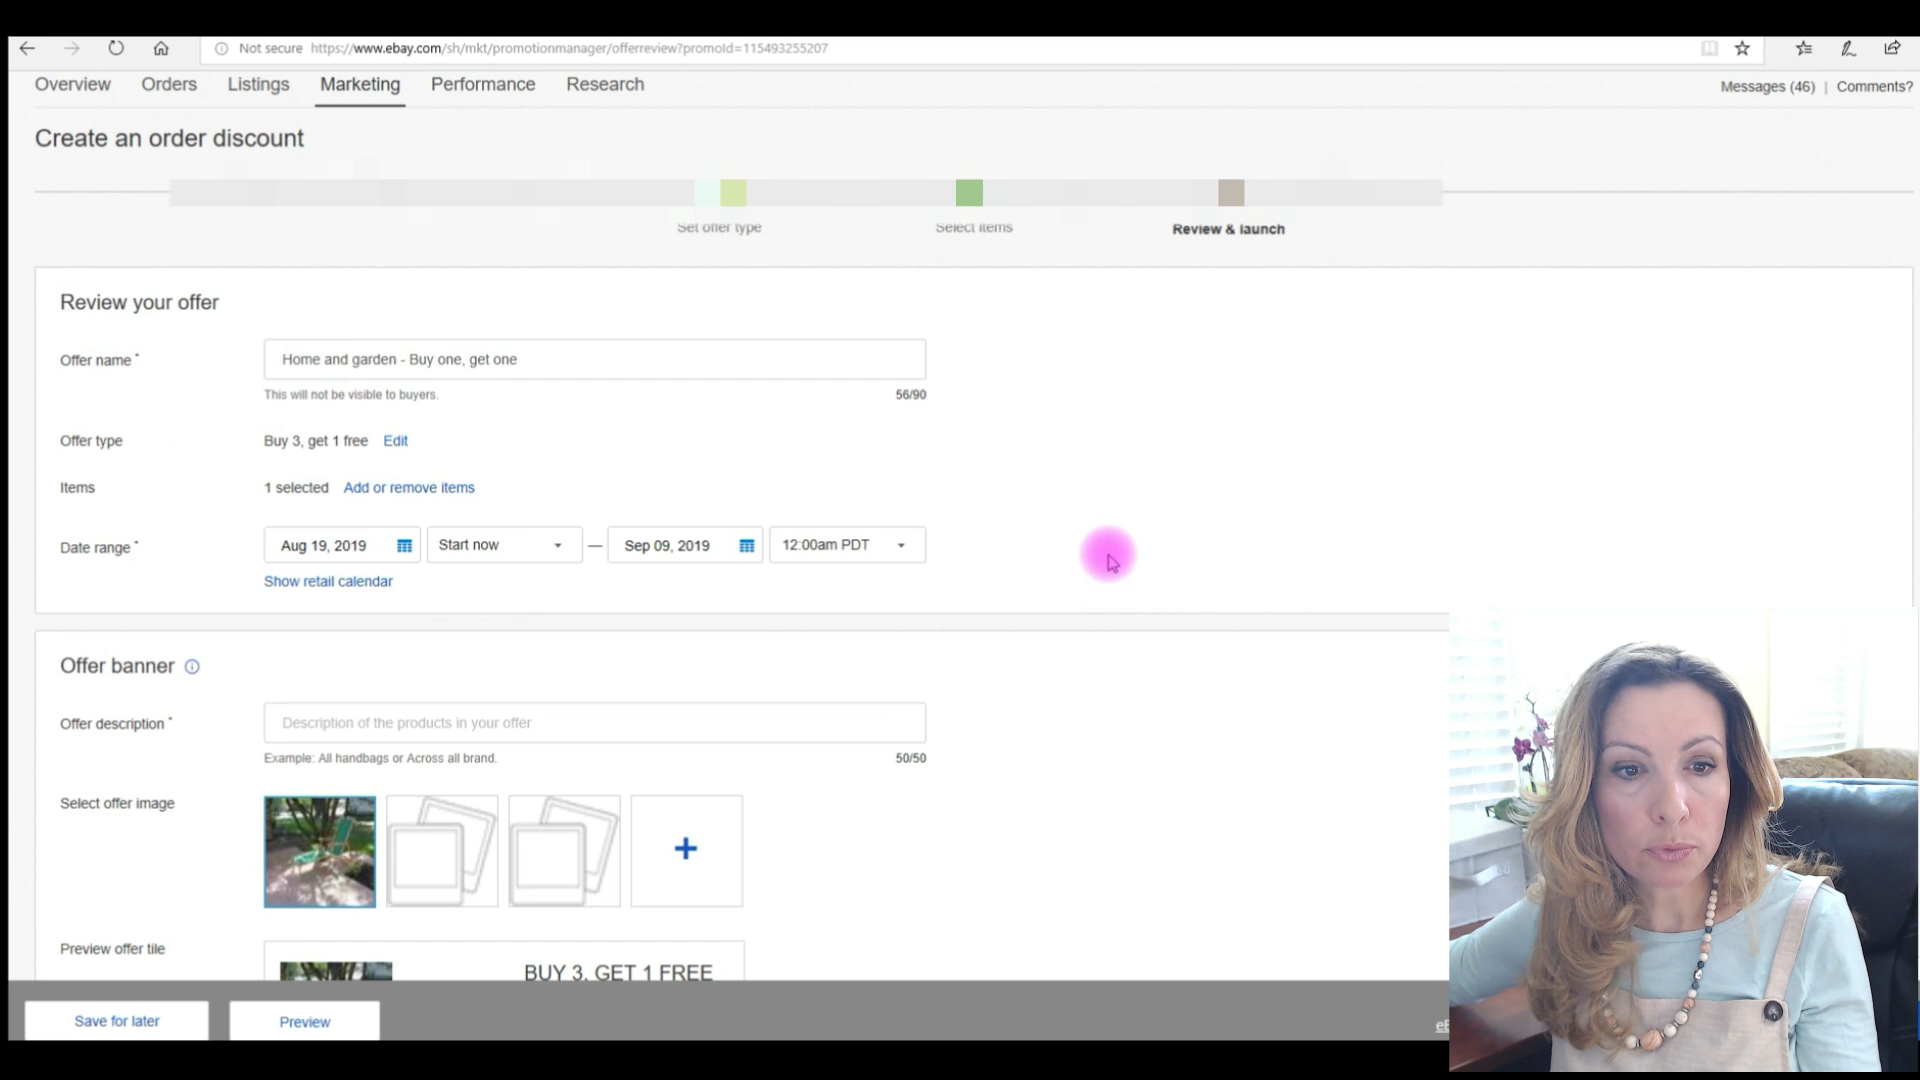 Not secure https://www.ebay.com/sh/mkt/promotionmanager/offerreview?promoId=115493255207
Overview Orders Listings Marketing Performance Research
Messages (46) | Comments?
Create an order discount
Set offer type Select items Review & launch
Review your offer
Offer name * Home and garden - Buy one, get one
This will not be visible to buyers. 56/90
Offer type Buy 3, get 1 free Edit
Items 1 selected Add or remove items
Date range * Aug 19, 2019 Start now — Sep 09, 2019 12:00am PDT
Show retail calendar
Offer banner
Offer description * Description of the products in your offer
Example: All handbags or Across all brand. 50/50
Select offer image
Preview offer tile
BUY 3, GET 1 FREE
Save for later Preview